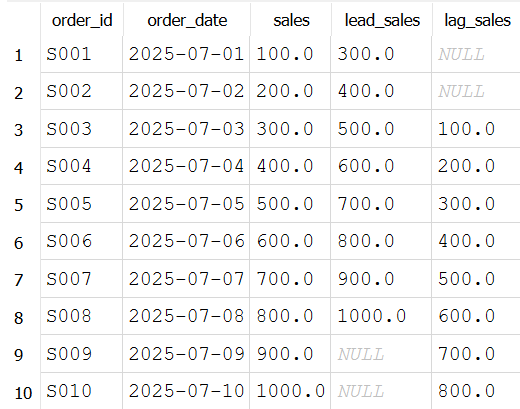 order_id order_date sales lead_sales lag_sales
1 S001 2025-07-01 100.0 300.0 NULL
2 S002 2025-07-02 200.0 400.0 NULL
3 S003 2025-07-03 300.0 500.0 100.0
4 S004 2025-07-04 400.0 600.0 200.0
5 S005 2025-07-05 500.0 700.0 300.0
6 S006 2025-07-06 600.0 800.0 400.0
7 S007 2025-07-07 700.0 900.0 500.0
8 S008 2025-07-08 800.0 1000.0 600.0
9 S009 2025-07-09 900.0 NULL 700.0
10 S010 2025-07-10 1000.0 NULL 800.0